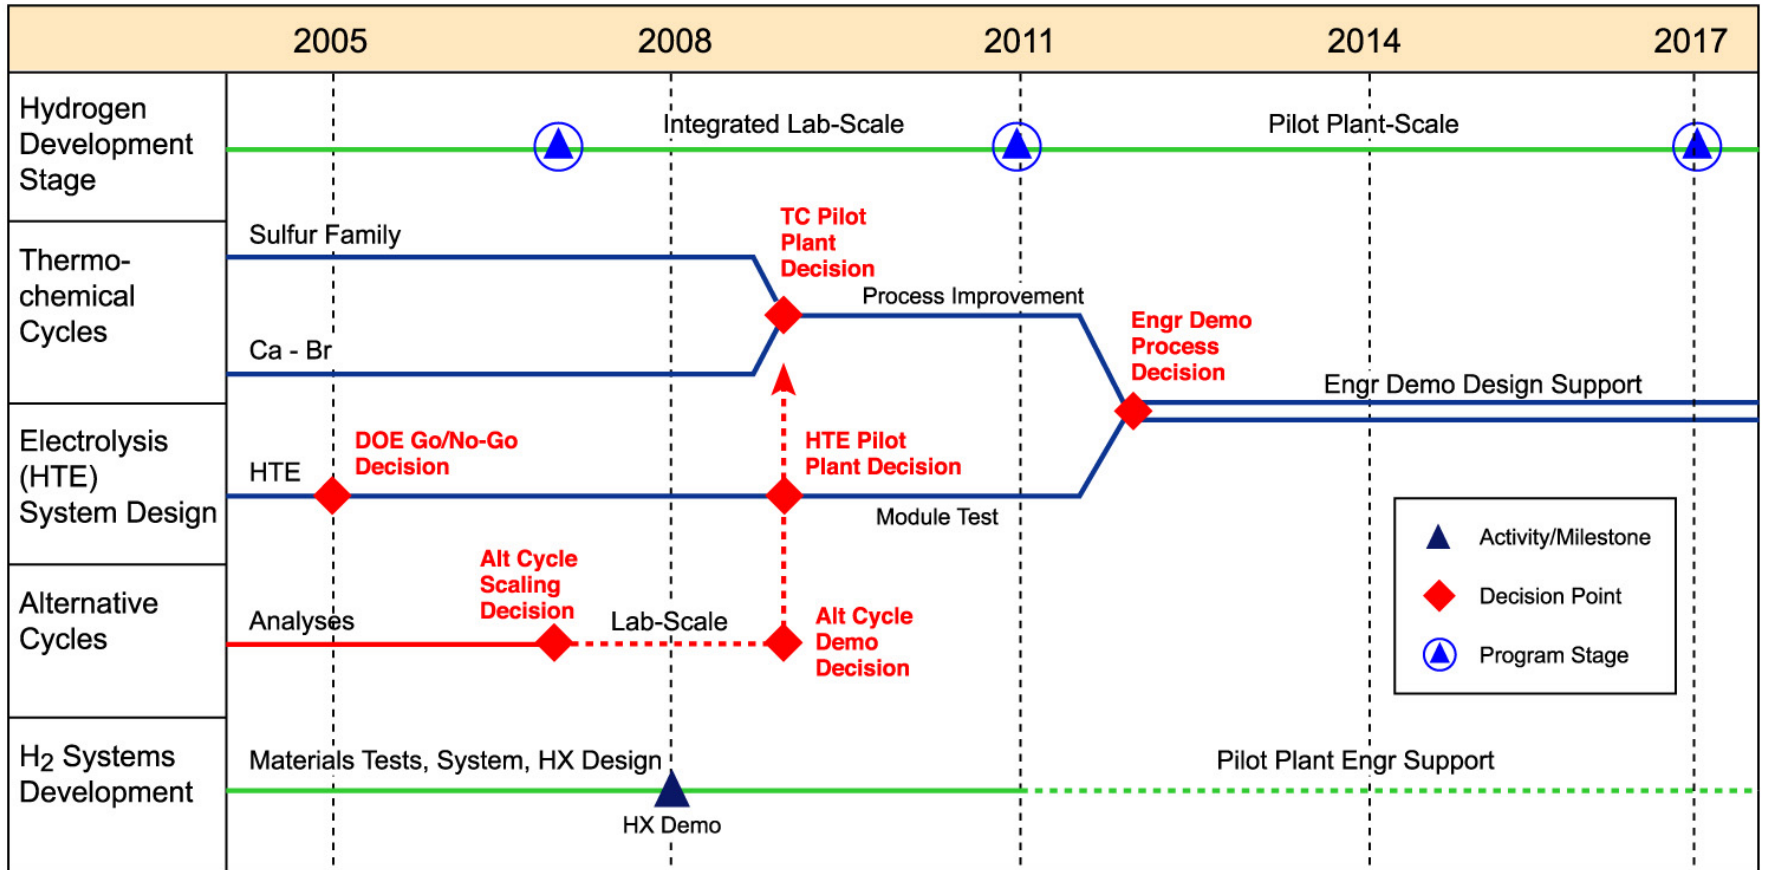 2005 2008 2011 2014 2017
Hydrogen
Development
Stage
Integrated Lab-Scale
Pilot Plant-Scale
Thermo-
chemical
Cycles
Sulfur Family
Ca - Br
TC Pilot
Plant
Decision
Process Improvement
Engr Demo
Process
Decision
Engr Demo Design Support
Electrolysis
(HTE)
System Design
HTE
DOE Go/No-Go
Decision
HTE Pilot
Plant Decision
Module Test
Alternative
Cycles
Analyses
Alt Cycle
Scaling
Decision
Lab-Scale
Alt Cycle
Demo
Decision
Activity/Milestone
Decision Point
Program Stage
H2 Systems
Development
Materials Tests, System, HX Design
HX Demo
Pilot Plant Engr Support